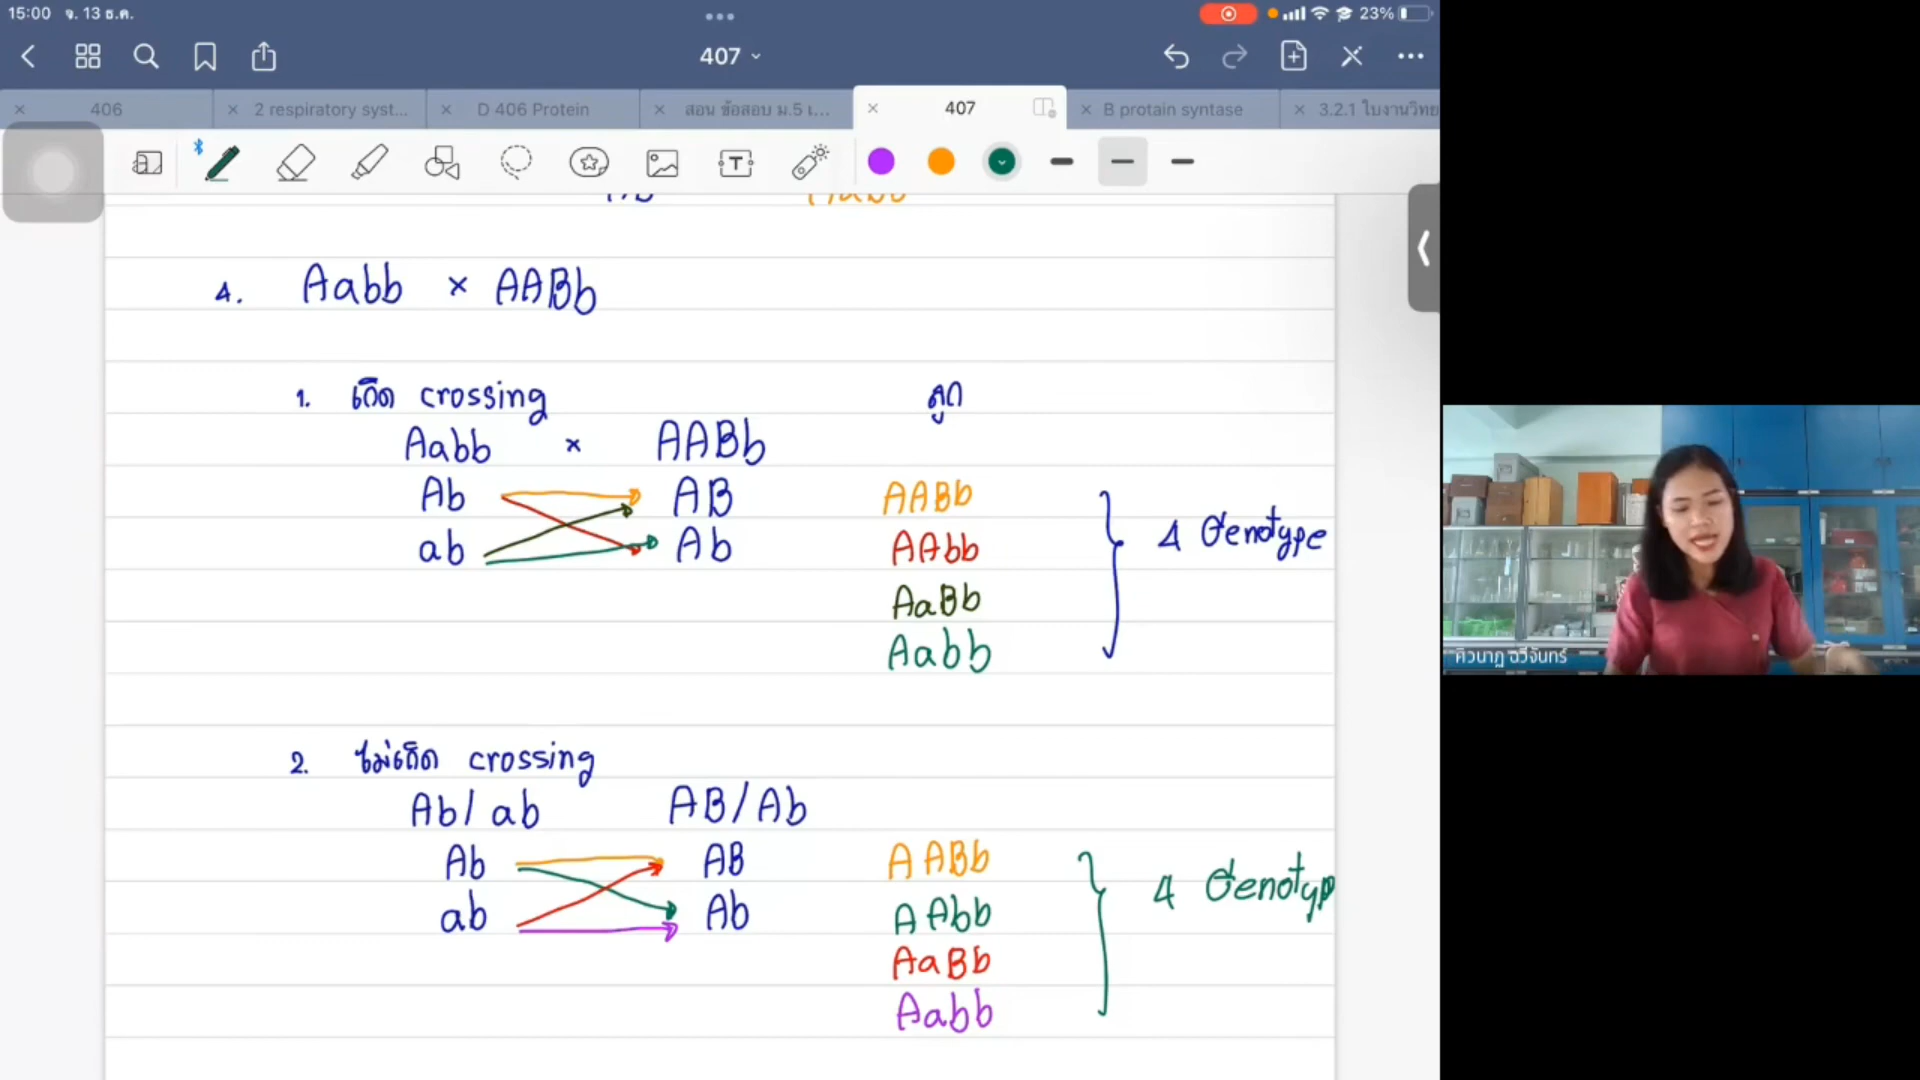 15:00 จ. 13 ธ.ค.
23%
407
406
2 respiratory syst...
D 406 Protein
สอน ข้อสอบ ม.5 เ...
407
B protain syntase
3.2.1 ใบงานวิทย
4. Aabb × AABb
1. เกิด crossing ลูก
Aabb × AABb
Ab AB AABb
ab Ab AAbb 4 Genotype
AaBb
Aabb
2. ไม่เกิด crossing
Ab/ ab AB/Ab
Ab AB AABb
ab Ab AAbb 4 Genotyp
AaBb
Aabb
ศิวนาฏ ฉวีจันทร์